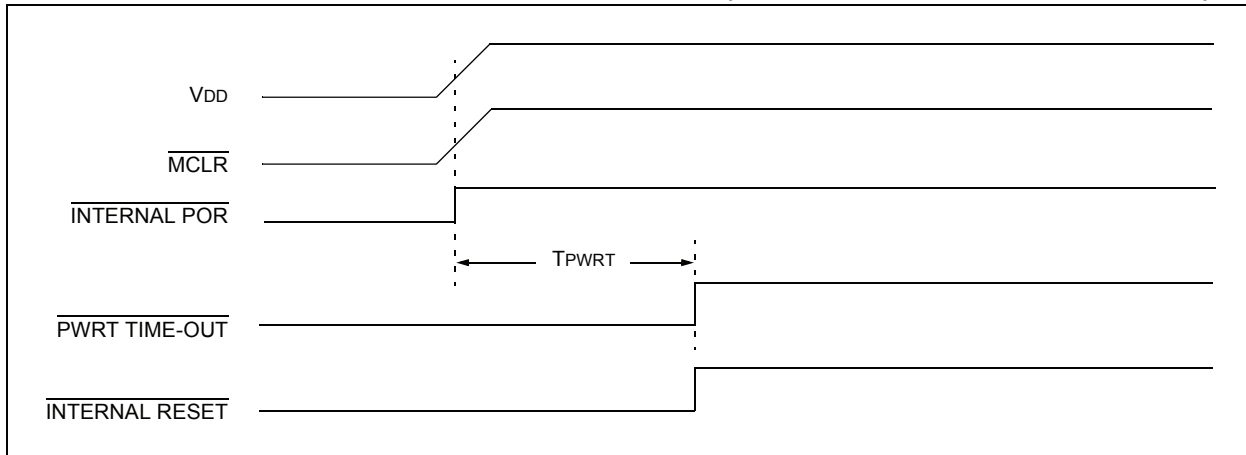 VDD
MCLR
INTERNAL POR
TPWRT
PWRT TIME-OUT
INTERNAL RESET